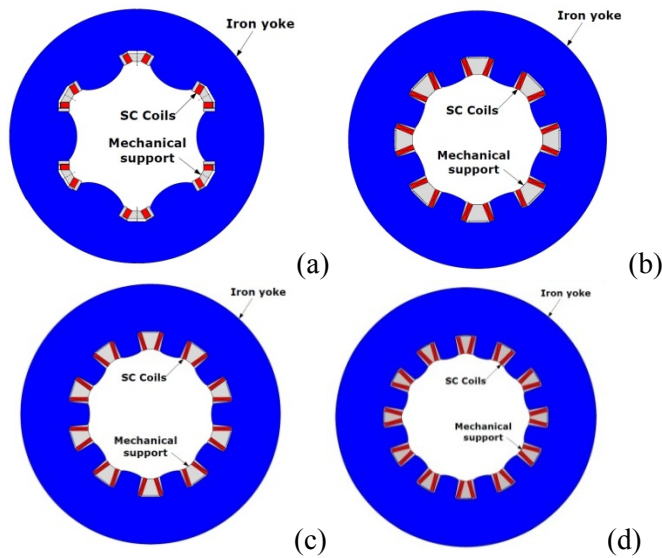 Iron yoke
SC Coils
Mechanical
support
(a)
Iron yoke
SC Coils
Mechanical
support
(b)
Iron yoke
SC Coils
Mechanical
support
(c)
Iron yoke
SC Coils
Mechanical
support
(d)